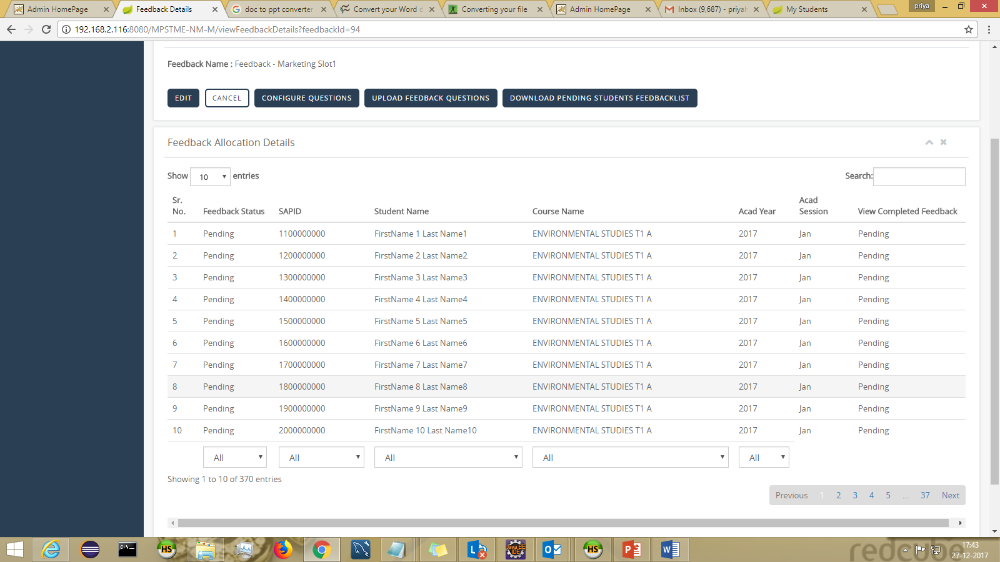 Admin HomePage
Feedback Details
doc to ppt converter
Convert your Word d
Converting your file
Admin HomePage
Inbox (9,687) - priyah
My Students
priya
192.168.2.116:8080/MPSTME-NM-M/viewFeedbackDetails?feedbackId=94
Feedback Name : Feedback - Marketing Slot1
EDIT CANCEL CONFIGURE QUESTIONS UPLOAD FEEDBACK QUESTIONS DOWNLOAD PENDING STUDENTS FEEDBACKLIST
Feedback Allocation Details
Show 10 entries Search:
Sr. No. Feedback Status SAPID Student Name Course Name Acad Year Acad Session View Completed Feedback
1 Pending 1100000000 FirstName 1 Last Name1 ENVIRONMENTAL STUDIES T1 A 2017 Jan Pending
2 Pending 1200000000 FirstName 2 Last Name2 ENVIRONMENTAL STUDIES T1 A 2017 Jan Pending
3 Pending 1300000000 FirstName 3 Last Name3 ENVIRONMENTAL STUDIES T1 A 2017 Jan Pending
4 Pending 1400000000 FirstName 4 Last Name4 ENVIRONMENTAL STUDIES T1 A 2017 Jan Pending
5 Pending 1500000000 FirstName 5 Last Name5 ENVIRONMENTAL STUDIES T1 A 2017 Jan Pending
6 Pending 1600000000 FirstName 6 Last Name6 ENVIRONMENTAL STUDIES T1 A 2017 Jan Pending
7 Pending 1700000000 FirstName 7 Last Name7 ENVIRONMENTAL STUDIES T1 A 2017 Jan Pending
8 Pending 1800000000 FirstName 8 Last Name8 ENVIRONMENTAL STUDIES T1 A 2017 Jan Pending
9 Pending 1900000000 FirstName 9 Last Name9 ENVIRONMENTAL STUDIES T1 A 2017 Jan Pending
10 Pending 2000000000 FirstName 10 Last Name10 ENVIRONMENTAL STUDIES T1 A 2017 Jan Pending
All All All All All
Showing 1 to 10 of 370 entries
Previous 1 2 3 4 5 ... 37 Next
17:43
27-12-2017